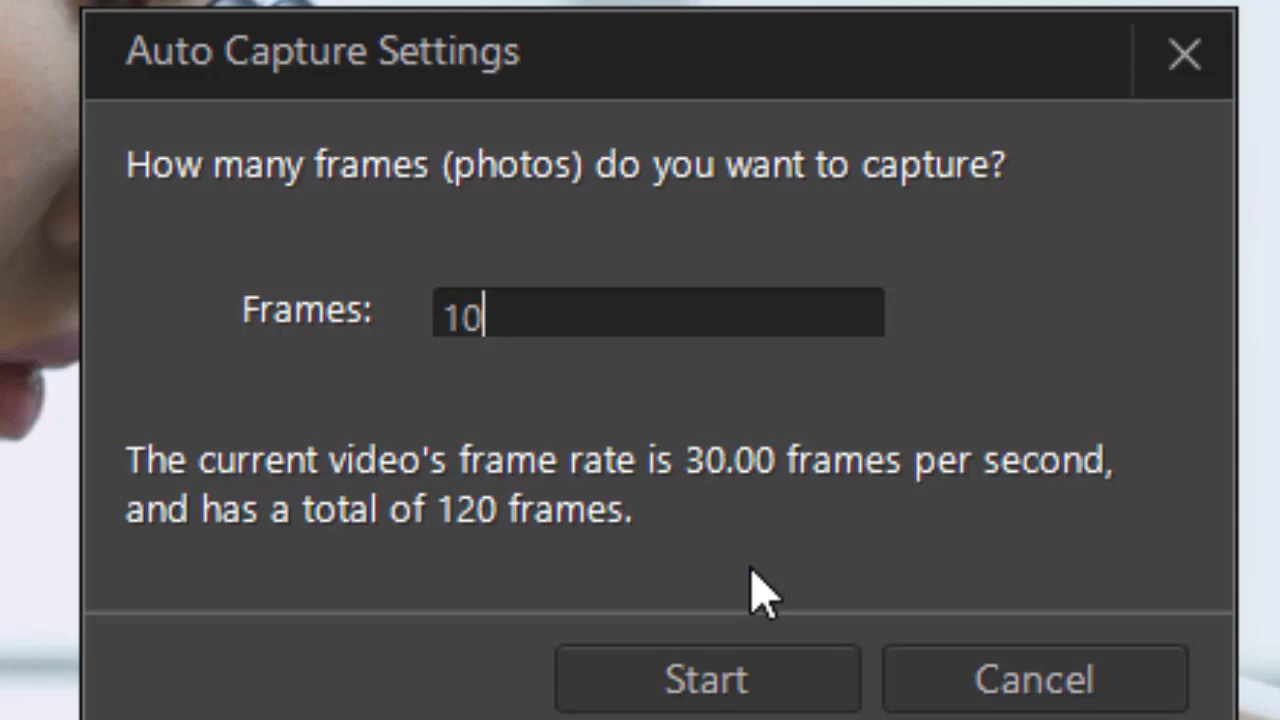 Auto Capture Settings
How many frames (photos) do you want to capture?
Frames: 10
The current video's frame rate is 30.00 frames per second,
and has a total of 120 frames.
Start Cancel